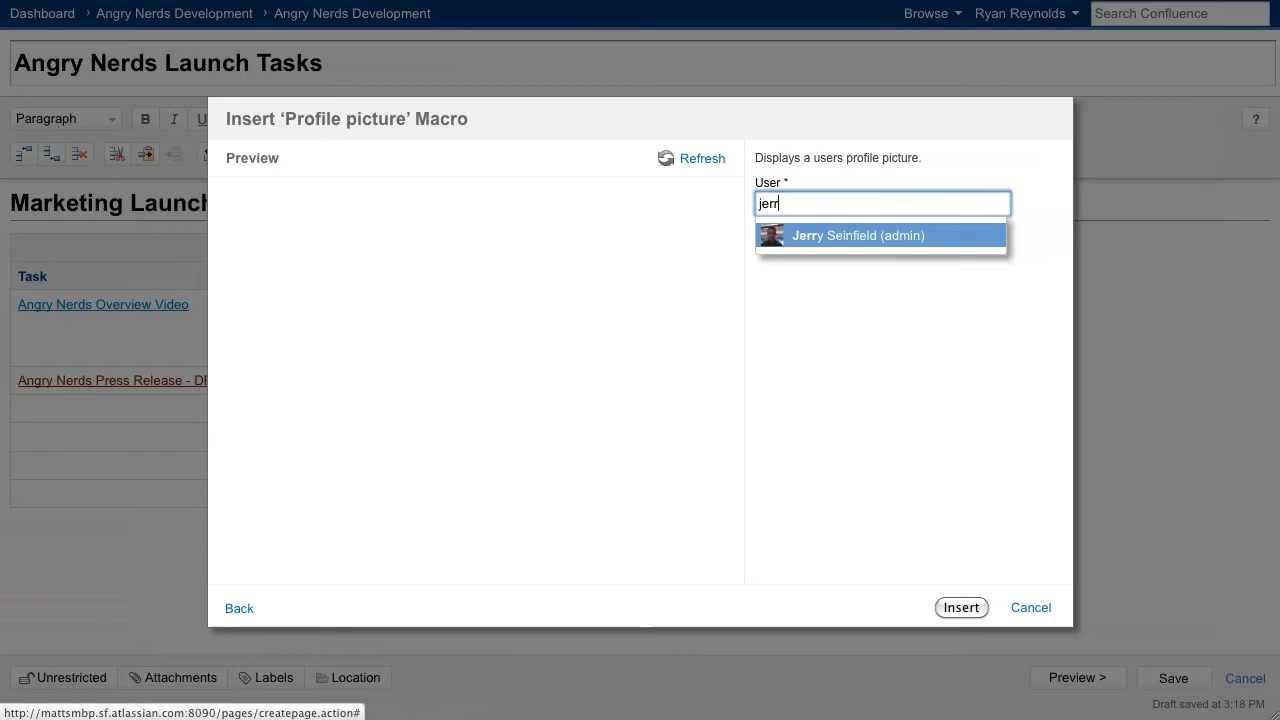 Dashboard › Angry Nerds Development › Angry Nerds Development Browse Ryan Reynolds Search Confluence
Angry Nerds Launch Tasks
Paragraph B I U ?
Insert ‘Profile picture’ Macro
Preview Refresh
Displays a users profile picture.
User *
jerr
Jerry Seinfield (admin)
Marketing Launch
Task
Angry Nerds Overview Video
Angry Nerds Press Release -
Back Insert Cancel
Unrestricted Attachments Labels Location Preview > Save Cancel
Draft saved at 3:18 PM
http://mattsmbp.sf.atlassian.com:8090/pages/createpage.action#